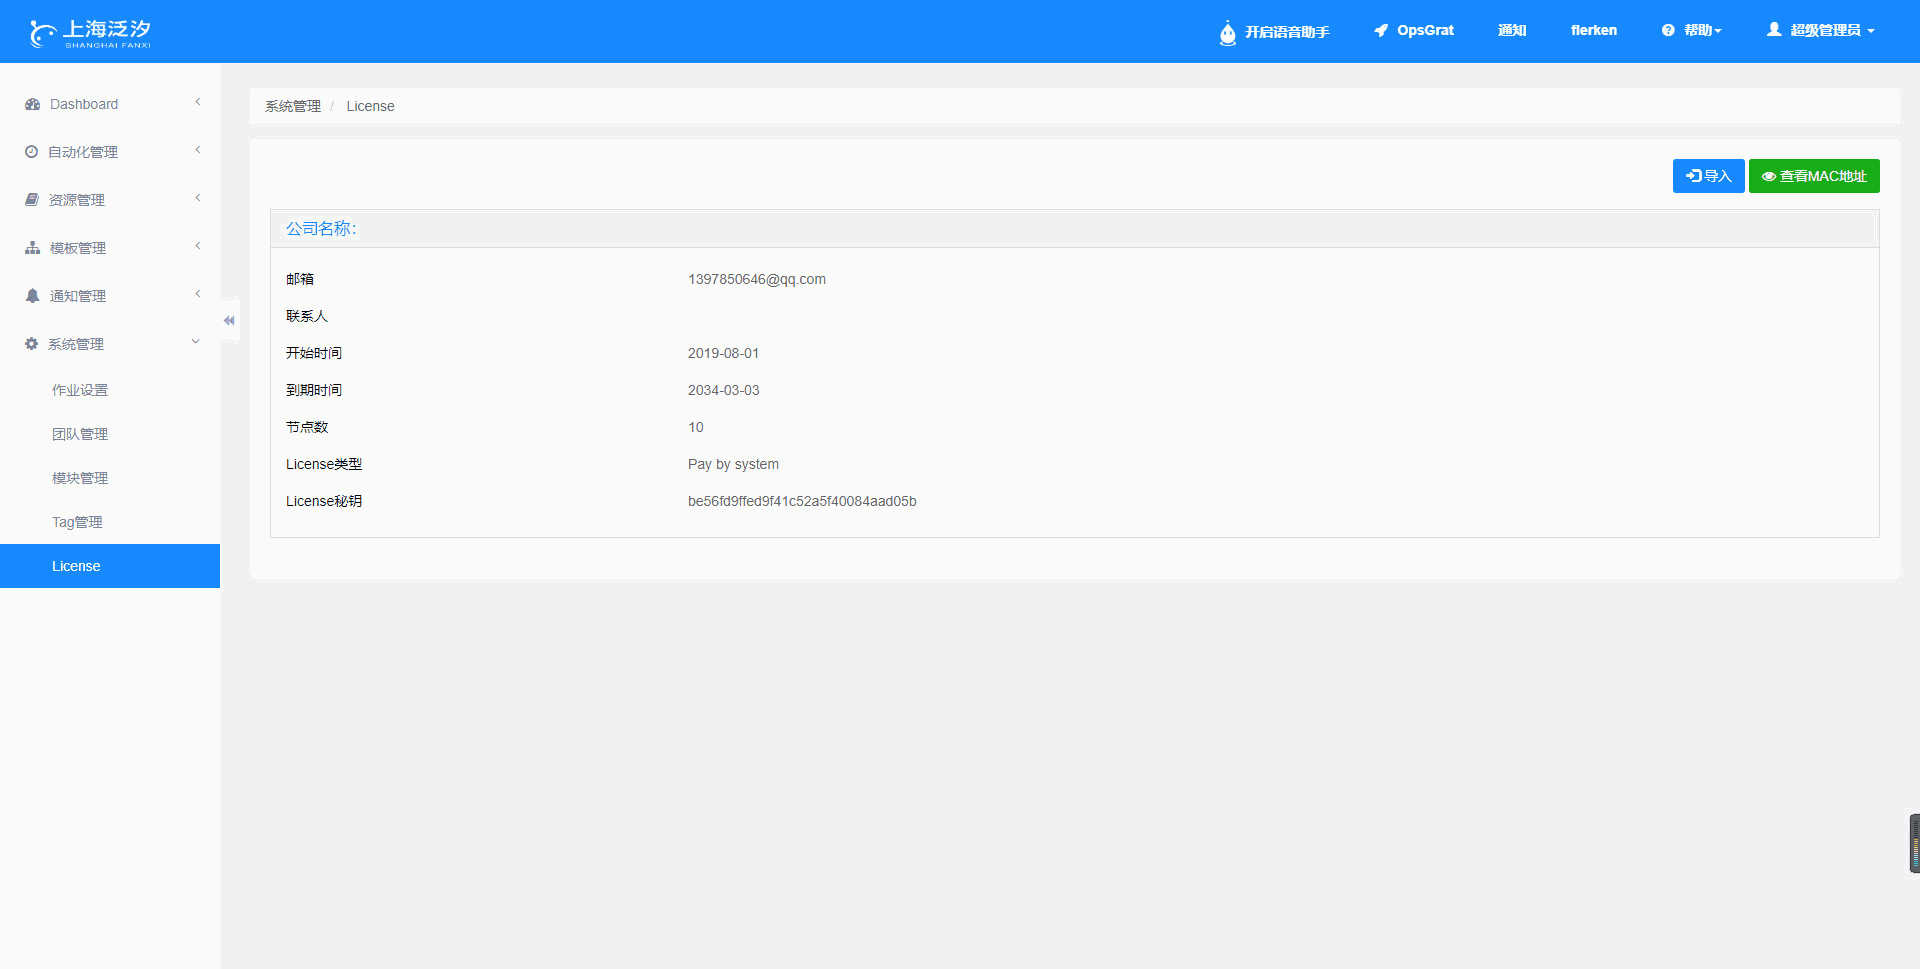 上海泛汐
SHANGHAI FANXI
开启语音助手
OpsGrat
通知
flerken
帮助
超级管理员
Dashboard
自动化管理
资源管理
模板管理
通知管理
系统管理
作业设置
团队管理
模块管理
Tag管理
License
系统管理 / License
导入
查看MAC地址
公司名称：
邮箱 1397850646@qq.com
联系人
开始时间 2019-08-01
到期时间 2034-03-03
节点数 10
License类型 Pay by system
License秘钥 be56fd9ffed9f41c52a5f40084aad05b